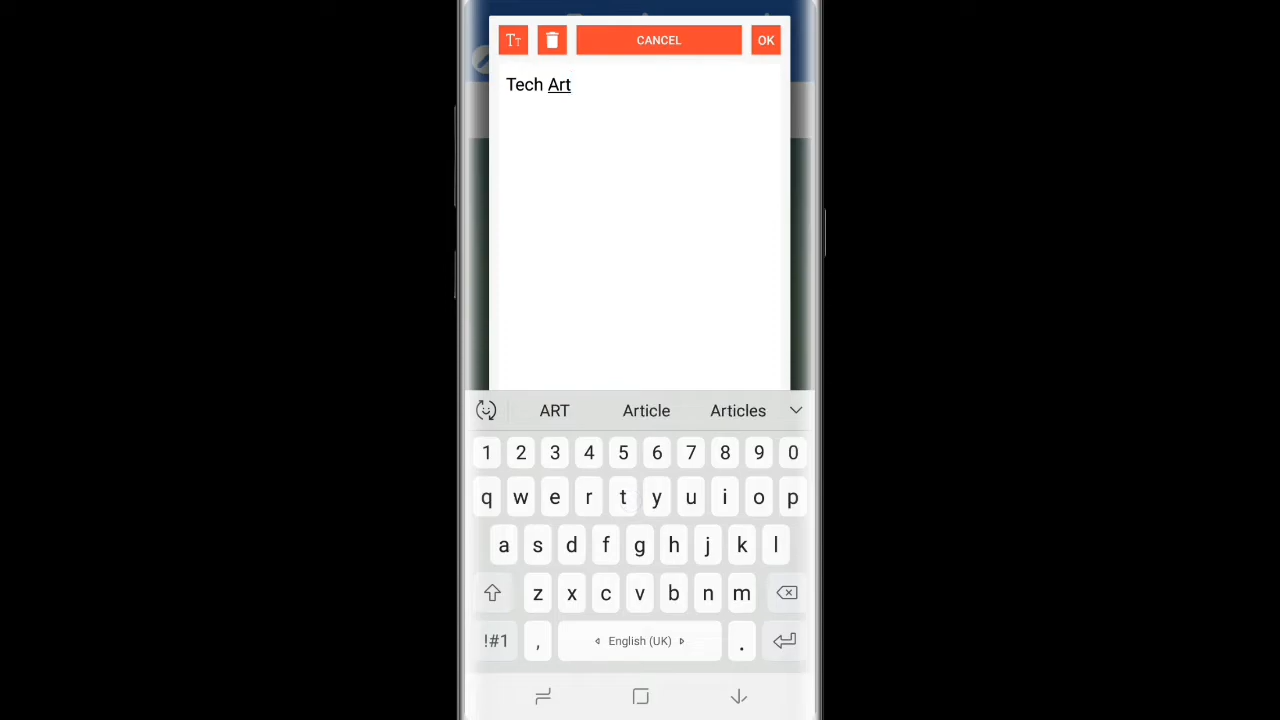 Tt
CANCEL
OK
Tech Art
ART
Article
Articles
1 2 3 4 5 6 7 8 9 0
q w e r t y u i o p
a s d f g h j k l
z x c v b n m
!#1 , English (UK) .